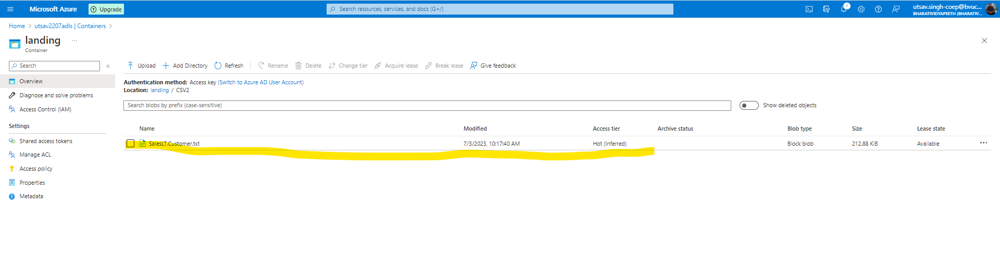 Microsoft Azure
Upgrade
Search resources, services, and docs (G+/)
1
utsav.singh-coep@bvuc...
BHARATIVIDYAPEETH (BHARATIV...
Home > utsav2207adls | Containers >
landing ...
Container
Search
«
Upload
Add Directory
Refresh
Rename
Delete
Change tier
Acquire lease
Break lease
Give feedback
Overview
Diagnose and solve problems
Access Control (IAM)
Settings
Shared access tokens
Manage ACL
Access policy
Properties
Metadata
Authentication method: Access key (Switch to Azure AD User Account)
Location: landing / CSV2
Search blobs by prefix (case-sensitive)
Show deleted objects
Name Modified Access tier Archive status Blob type Size Lease state
SalesLT.Customer.txt 7/3/2023, 10:17:40 AM Hot (Inferred) Block blob 212.88 KiB Available ...